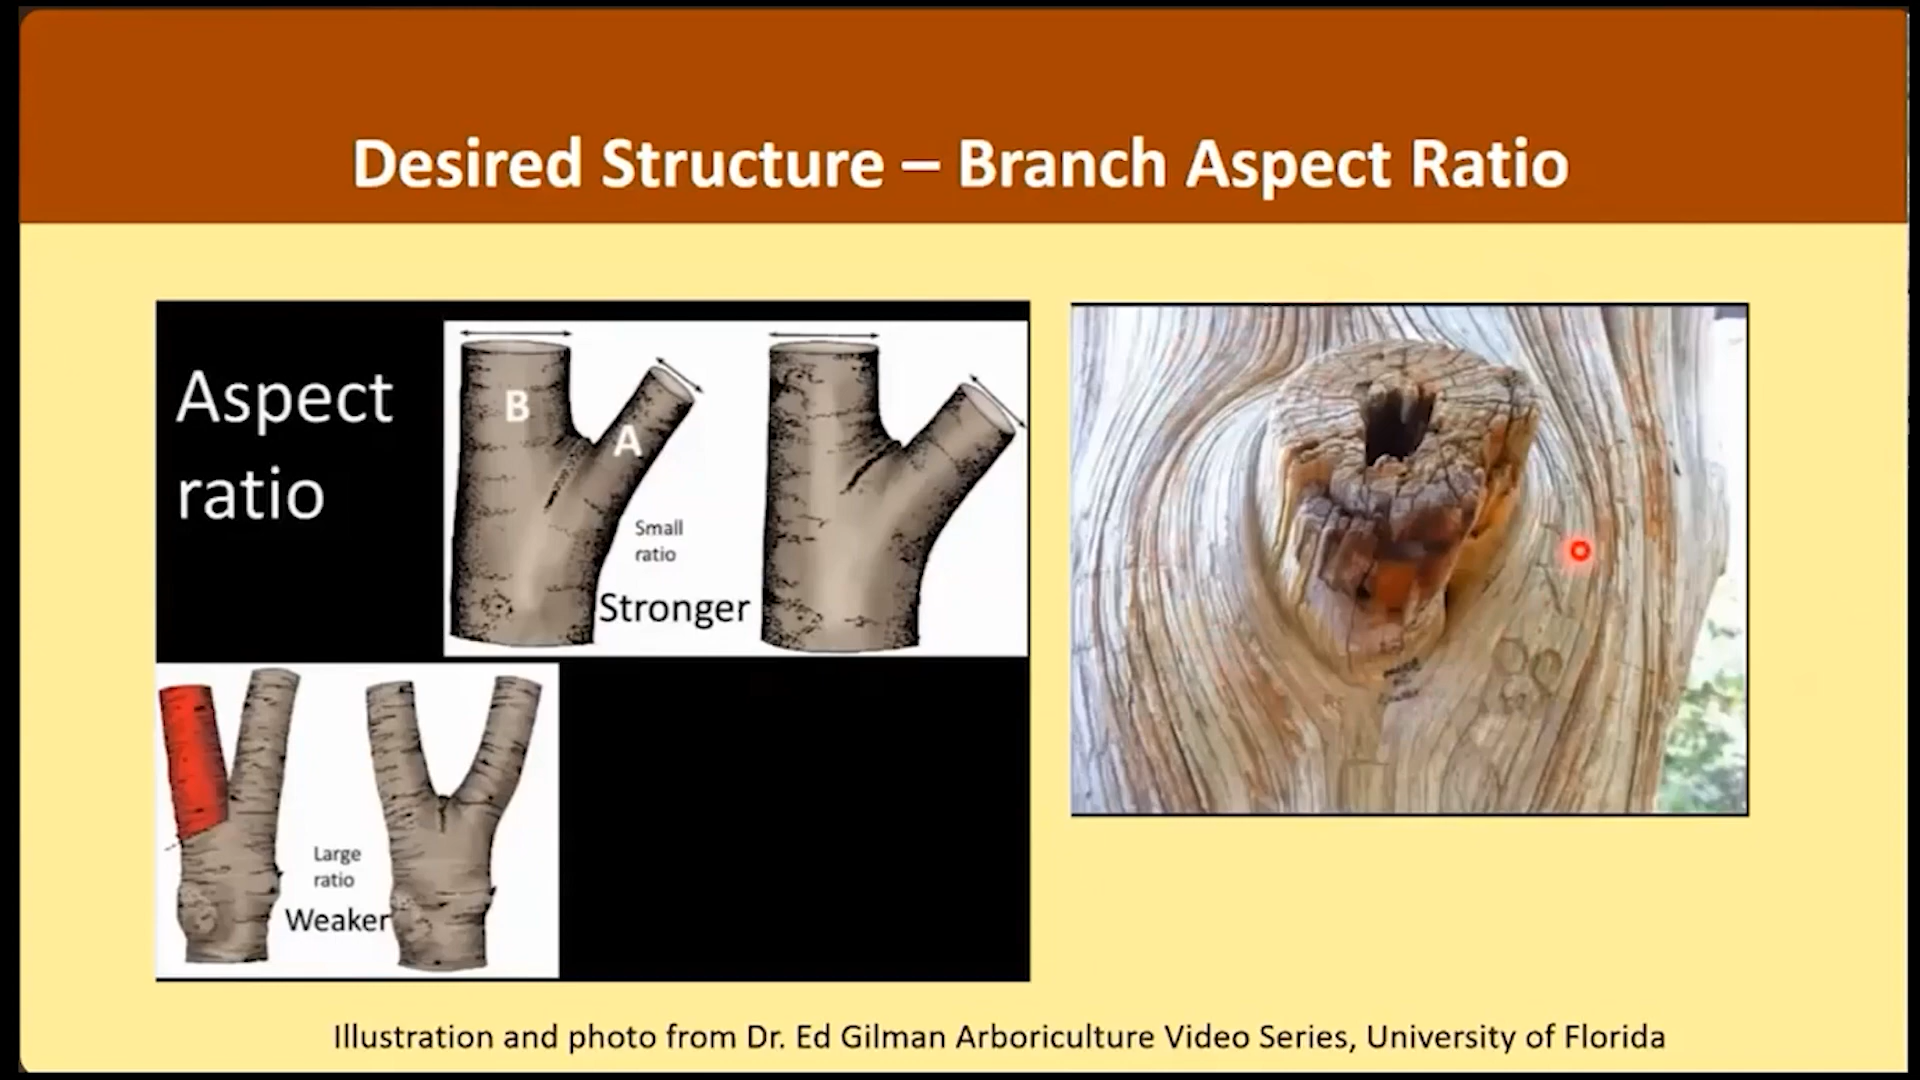 Desired Structure – Branch Aspect Ratio
Aspect
ratio
B
A
Small
ratio
Stronger
Large
ratio
Weaker
Illustration and photo from Dr. Ed Gilman Arboriculture Video Series, University of Florida